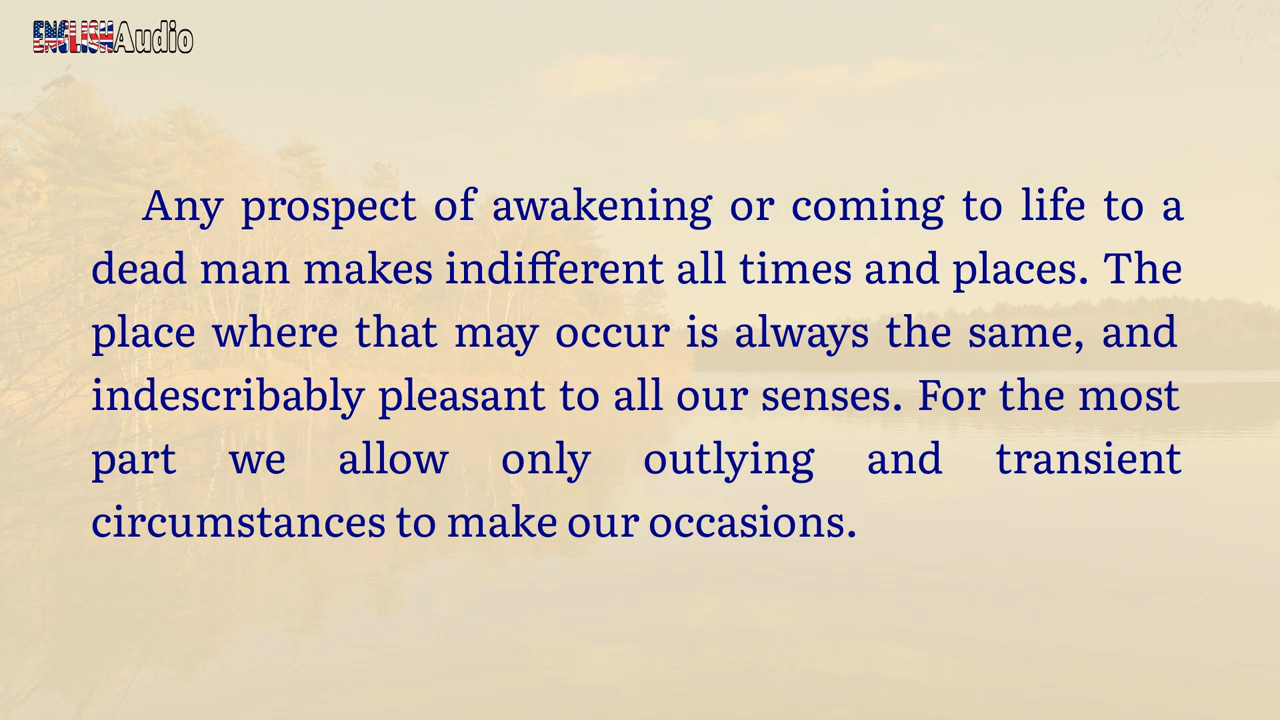 ENGLISHAudio
Any prospect of awakening or coming to life to a
dead man makes indifferent all times and places. The
place where that may occur is always the same, and
indescribably pleasant to all our senses. For the most
part we allow only outlying and transient
circumstances to make our occasions.